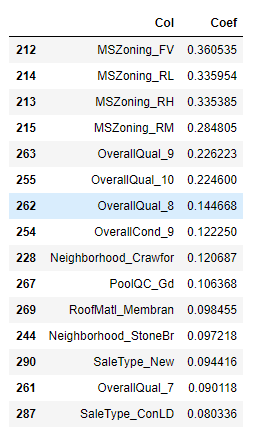 Col Coef
212 MSZoning_FV 0.360535
214 MSZoning_RL 0.335954
213 MSZoning_RH 0.335385
215 MSZoning_RM 0.284805
263 OverallQual_9 0.226223
255 OverallQual_10 0.224600
262 OverallQual_8 0.144668
254 OverallCond_9 0.122250
228 Neighborhood_Crawfor 0.120687
267 PoolQC_Gd 0.106368
269 RoofMatl_Membran 0.098455
244 Neighborhood_StoneBr 0.097218
290 SaleType_New 0.094416
261 OverallQual_7 0.090118
287 SaleType_ConLD 0.080336